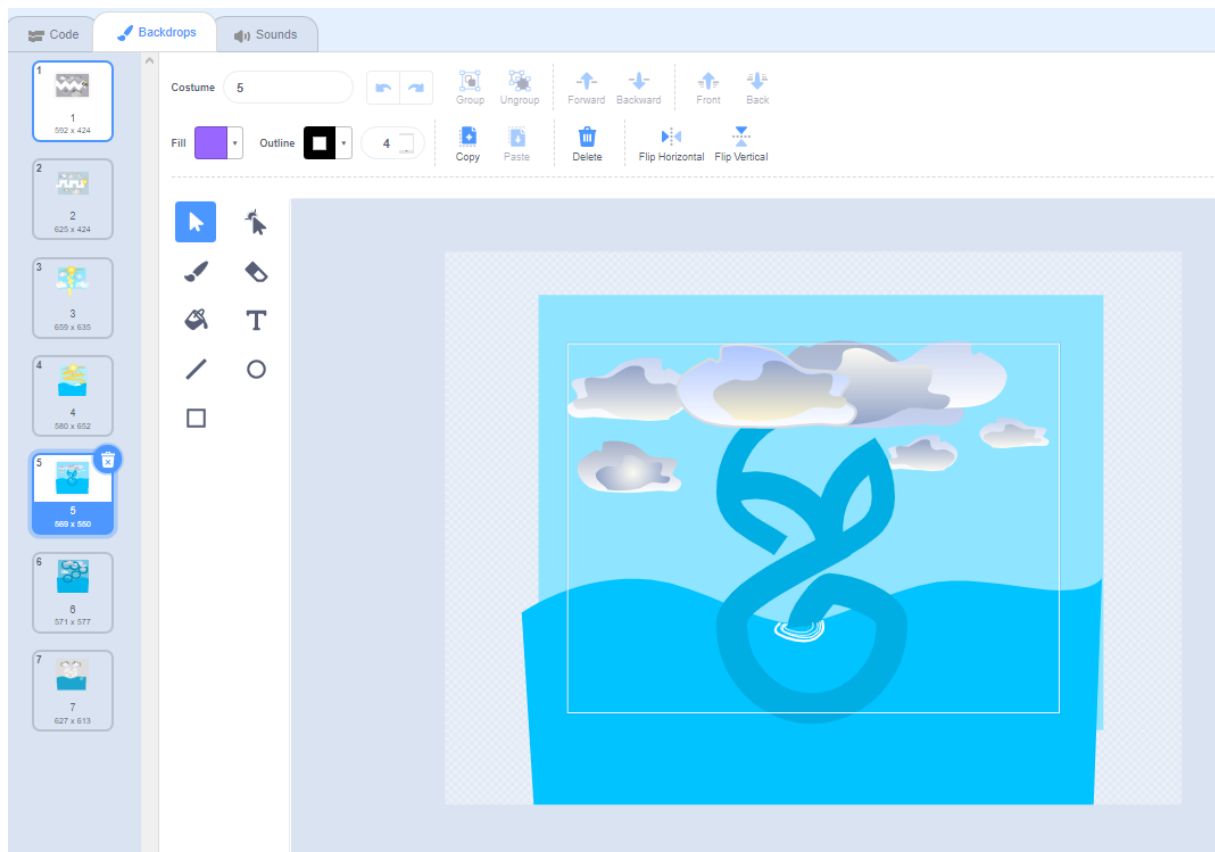 Code Backdrops Sounds
1
1
592 x 424
2
2
625 x 424
3
3
659 x 635
4
4
580 x 652
5
5
569 x 550
6
6
571 x 577
7
7
627 x 613
Costume 5
Group Ungroup Forward Backward Front Back
Fill Outline 4
Copy Paste Delete Flip Horizontal Flip Vertical
T